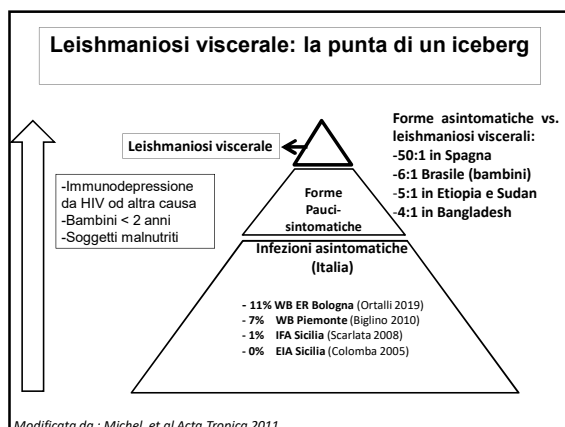 Leishmaniosi viscerale: la punta di un iceberg
Leishmaniosi viscerale
-Immunodepressione
da HIV od altra causa
-Bambini < 2 anni
-Soggetti malnutriti
Forme
Pauci-
sintomatiche
Forme asintomatiche vs.
leishmaniosi viscerali:
-50:1 in Spagna
-6:1 Brasile (bambini)
-5:1 in Etiopia e Sudan
-4:1 in Bangladesh
Infezioni asintomatiche
(Italia)
- 11% WB ER Bologna (Ortalli 2019)
- 7% WB Piemonte (Biglino 2010)
- 1% IFA Sicilia (Scarlata 2008)
- 0% EIA Sicilia (Colomba 2005)
Modificata da : Michel, et al Acta Tropica 2011